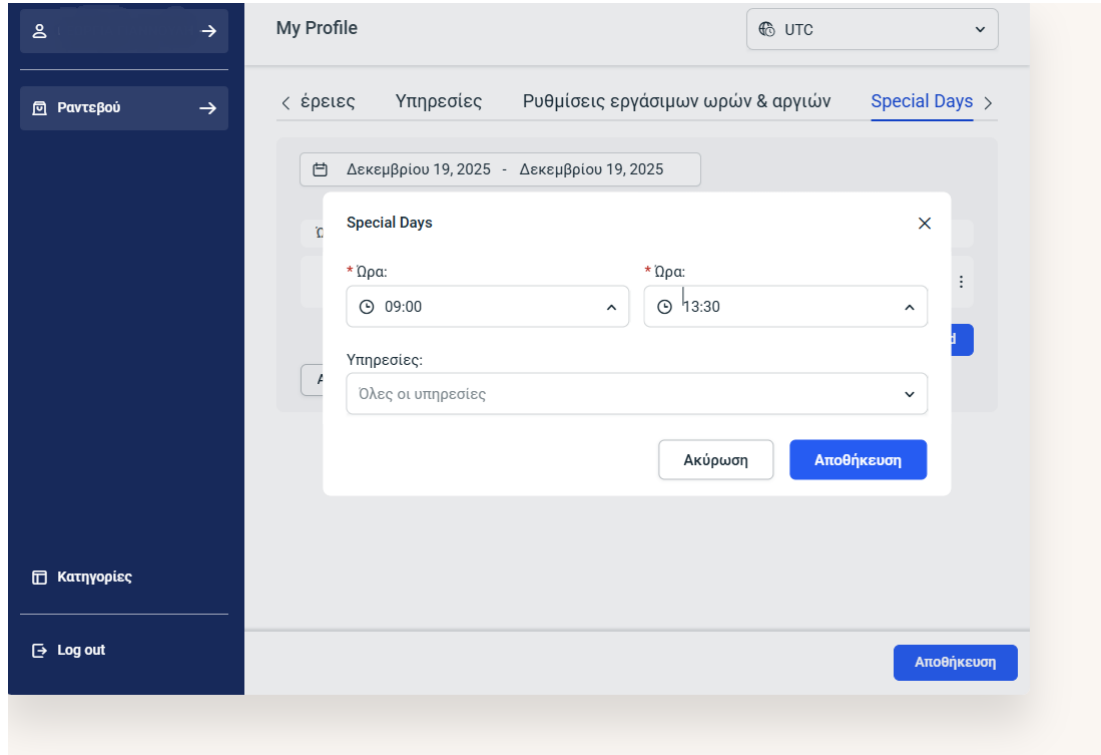 My Profile
UTC
Ραντεβού
έρειες
Υπηρεσίες
Ρυθμίσεις εργάσιμων ωρών & αργιών
Special Days
Δεκεμβρίου 19, 2025 - Δεκεμβρίου 19, 2025
Special Days
* Ώρα:
* Ώρα:
09:00
13:30
Υπηρεσίες:
Όλες οι υπηρεσίες
Ακύρωση
Αποθήκευση
Κατηγορίες
Log out
Αποθήκευση